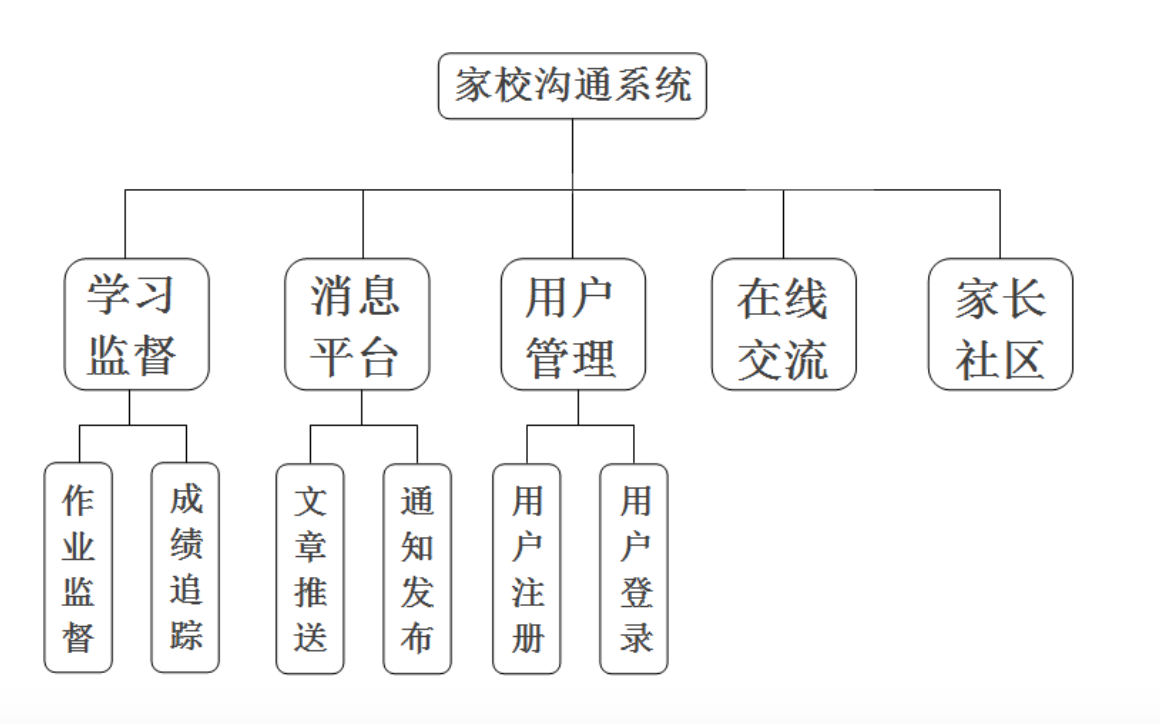 家校沟通系统
学习
监督
消息
平台
用户
管理
在线
交流
家长
社区
作业监督
成绩追踪
文章推送
通知发布
用户注册
用户登录